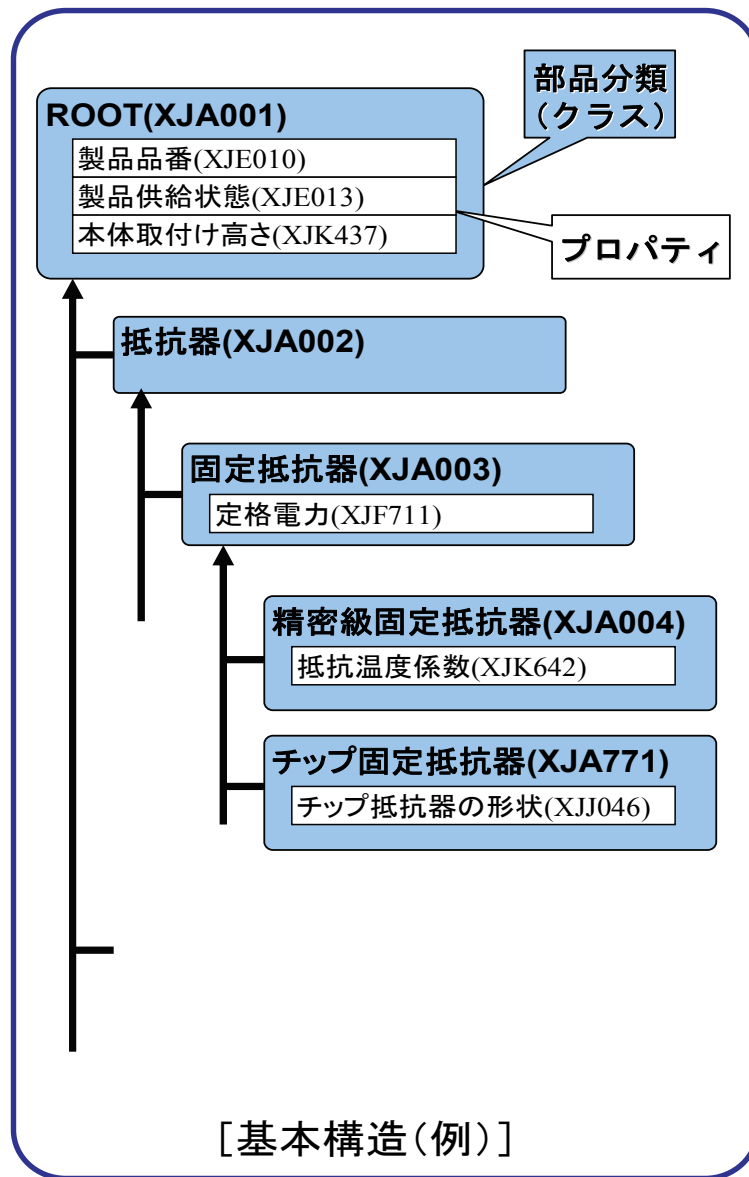 部品分類
(クラス)
ROOT(XJA001)
製品品番(XJE010)
製品供給状態(XJE013)
本体取付け高さ(XJK437)
プロパティ
抵抗器(XJA002)
固定抵抗器(XJA003)
定格電力(XJF711)
精密級固定抵抗器(XJA004)
抵抗温度係数(XJK642)
チップ固定抵抗器(XJA771)
チップ抵抗器の形状(XJJ046)
[基本構造(例)]